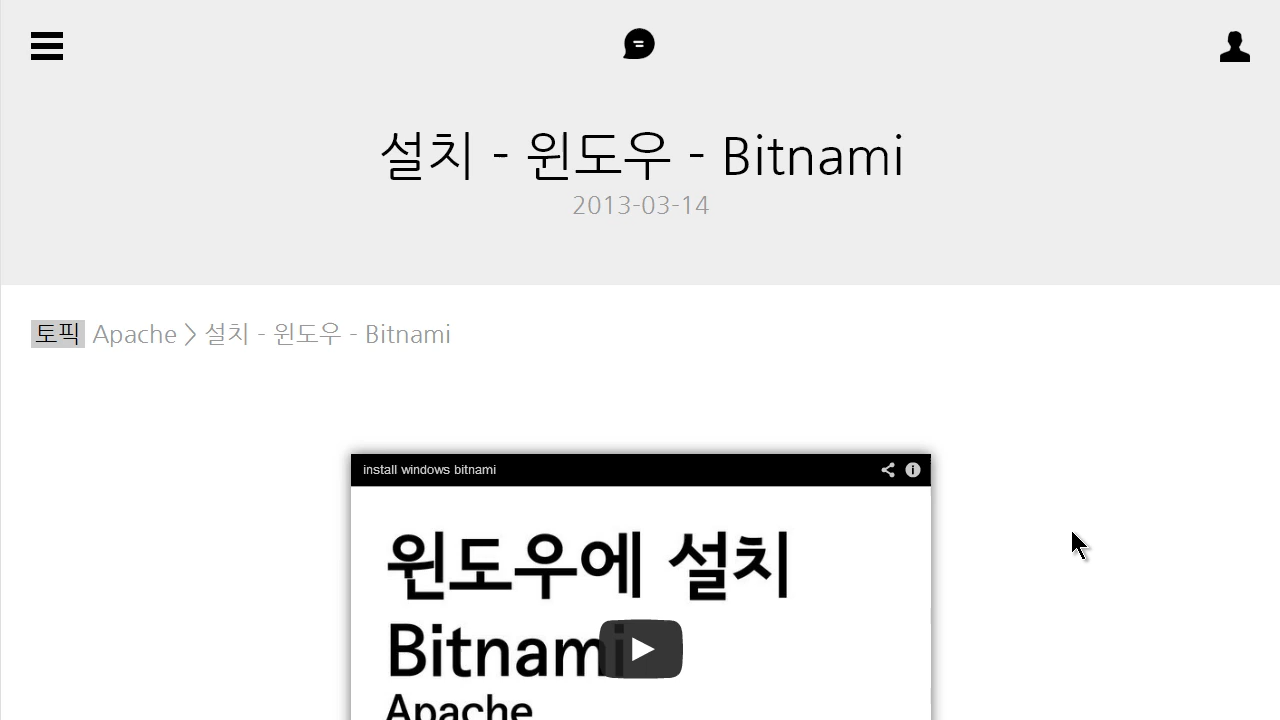 설치 - 윈도우 - Bitnami
2013-03-14
토픽 Apache > 설치 - 윈도우 - Bitnami
install windows bitnami
윈도우에 설치
Bitnami
Apache